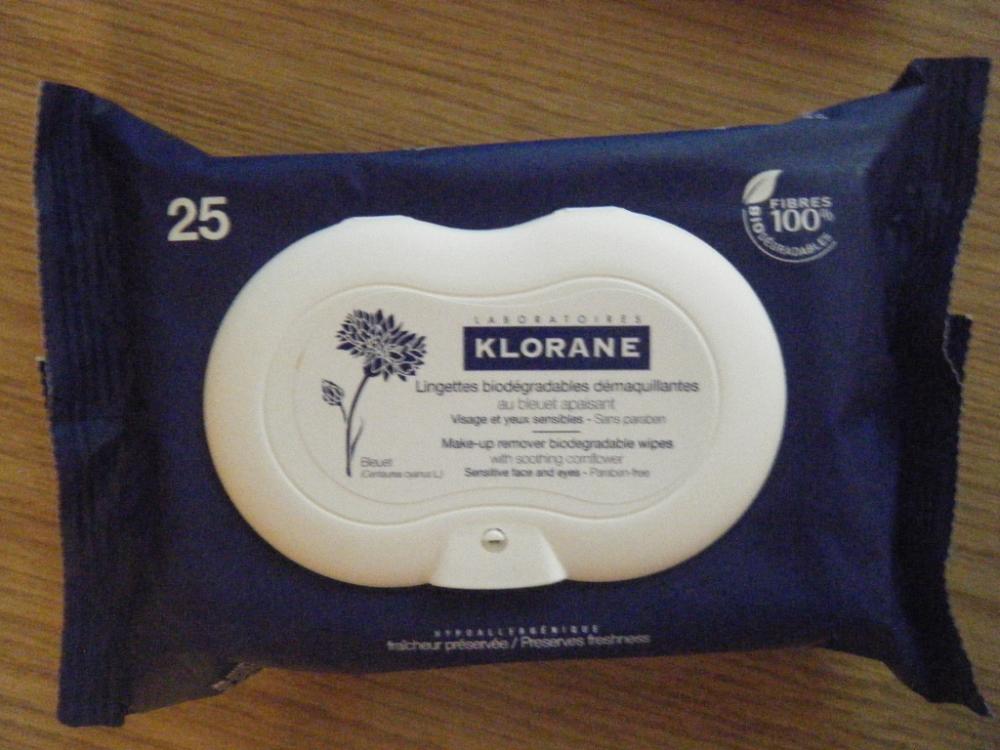 25
FIBRES
100%
BIODÉGRADABLES
LABORATOIRES
KLORANE
Lingettes biodégradables démaquillantes
au bleuet apaisant
Visage et yeux sensibles - Sans paraben
Make-up remover biodegradable wipes
with soothing cornflower
Sensitive face and eyes - Paraben-free
Bleuet
(Centaurea cyanus L.)
HYPOALLERGÉNIQUE
fraîcheur préservée / Preserves freshness